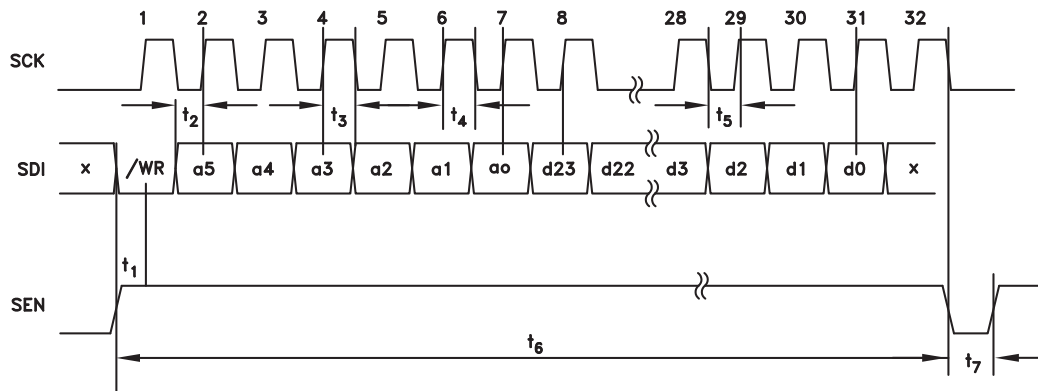 1 2 3 4 5 6 7 8 28 29 30 31 32
SCK
t2 t3 t4 t5
SDI x /WR a5 a4 a3 a2 a1 ao d23 d22 d3 d2 d1 d0 x
t1
SEN
t6
t7